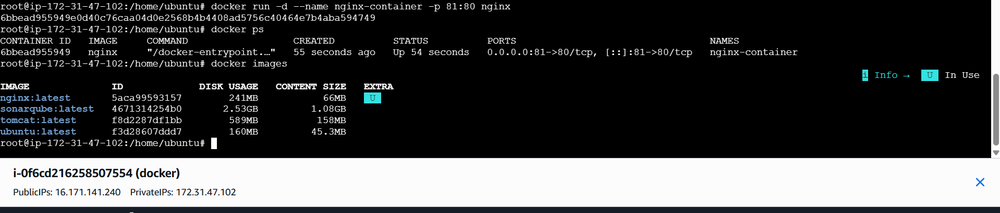 root@ip-172-31-47-102:/home/ubuntu# docker run -d --name nginx-container -p 81:80 nginx
6bbead955949e0d40c76caa04d0e2568b4b4408ad5756c40464e7b4aba594749
root@ip-172-31-47-102:/home/ubuntu# docker ps
CONTAINER ID   IMAGE     COMMAND                  CREATED          STATUS          PORTS                                 NAMES
6bbead955949   nginx     "/docker-entrypoint.…"   55 seconds ago   Up 54 seconds   0.0.0.0:81->80/tcp, [::]:81->80/tcp   nginx-container
root@ip-172-31-47-102:/home/ubuntu# docker images
i Info → U In Use
IMAGE              ID             DISK USAGE   CONTENT SIZE   EXTRA
nginx:latest       5aca99593157        241MB           66MB    U
sonarqube:latest   4671314254b0       2.53GB         1.08GB
tomcat:latest      f8d2287df1bb        589MB          158MB
ubuntu:latest      f3d28607ddd7        160MB         45.3MB
root@ip-172-31-47-102:/home/ubuntu#
i-0f6cd216258507554 (docker)
PublicIPs: 16.171.141.240 PrivateIPs: 172.31.47.102